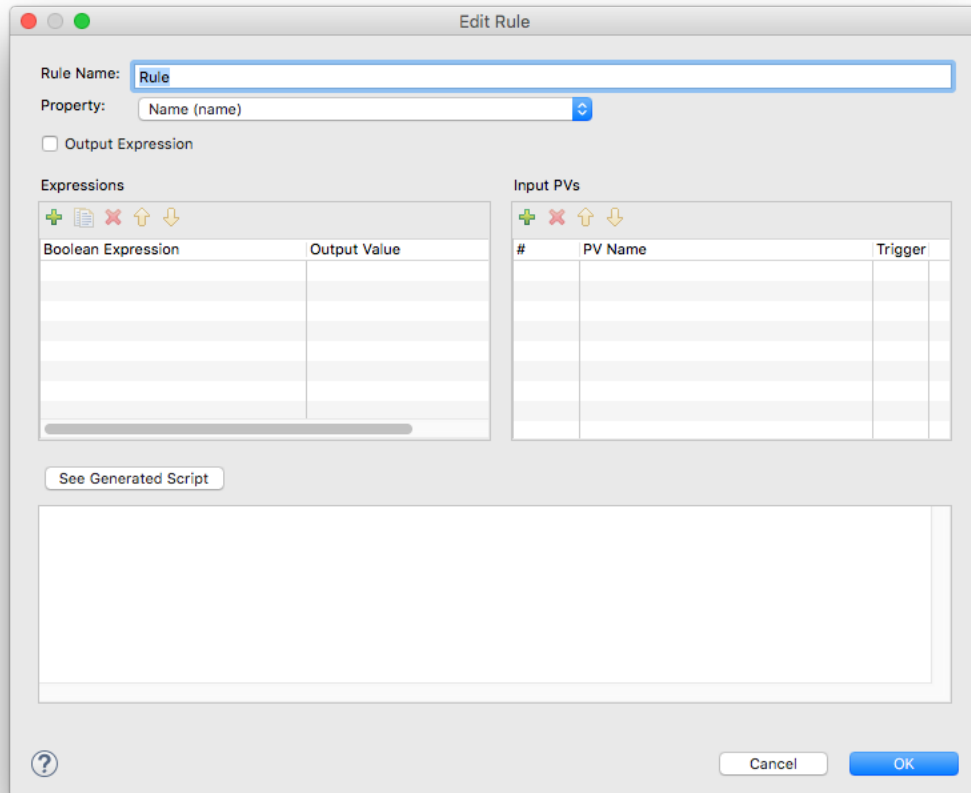 Edit Rule
Rule Name: Rule
Property: Name (name)
Output Expression
Expressions
Boolean Expression Output Value
Input PVs
# PV Name Trigger
See Generated Script
? Cancel OK